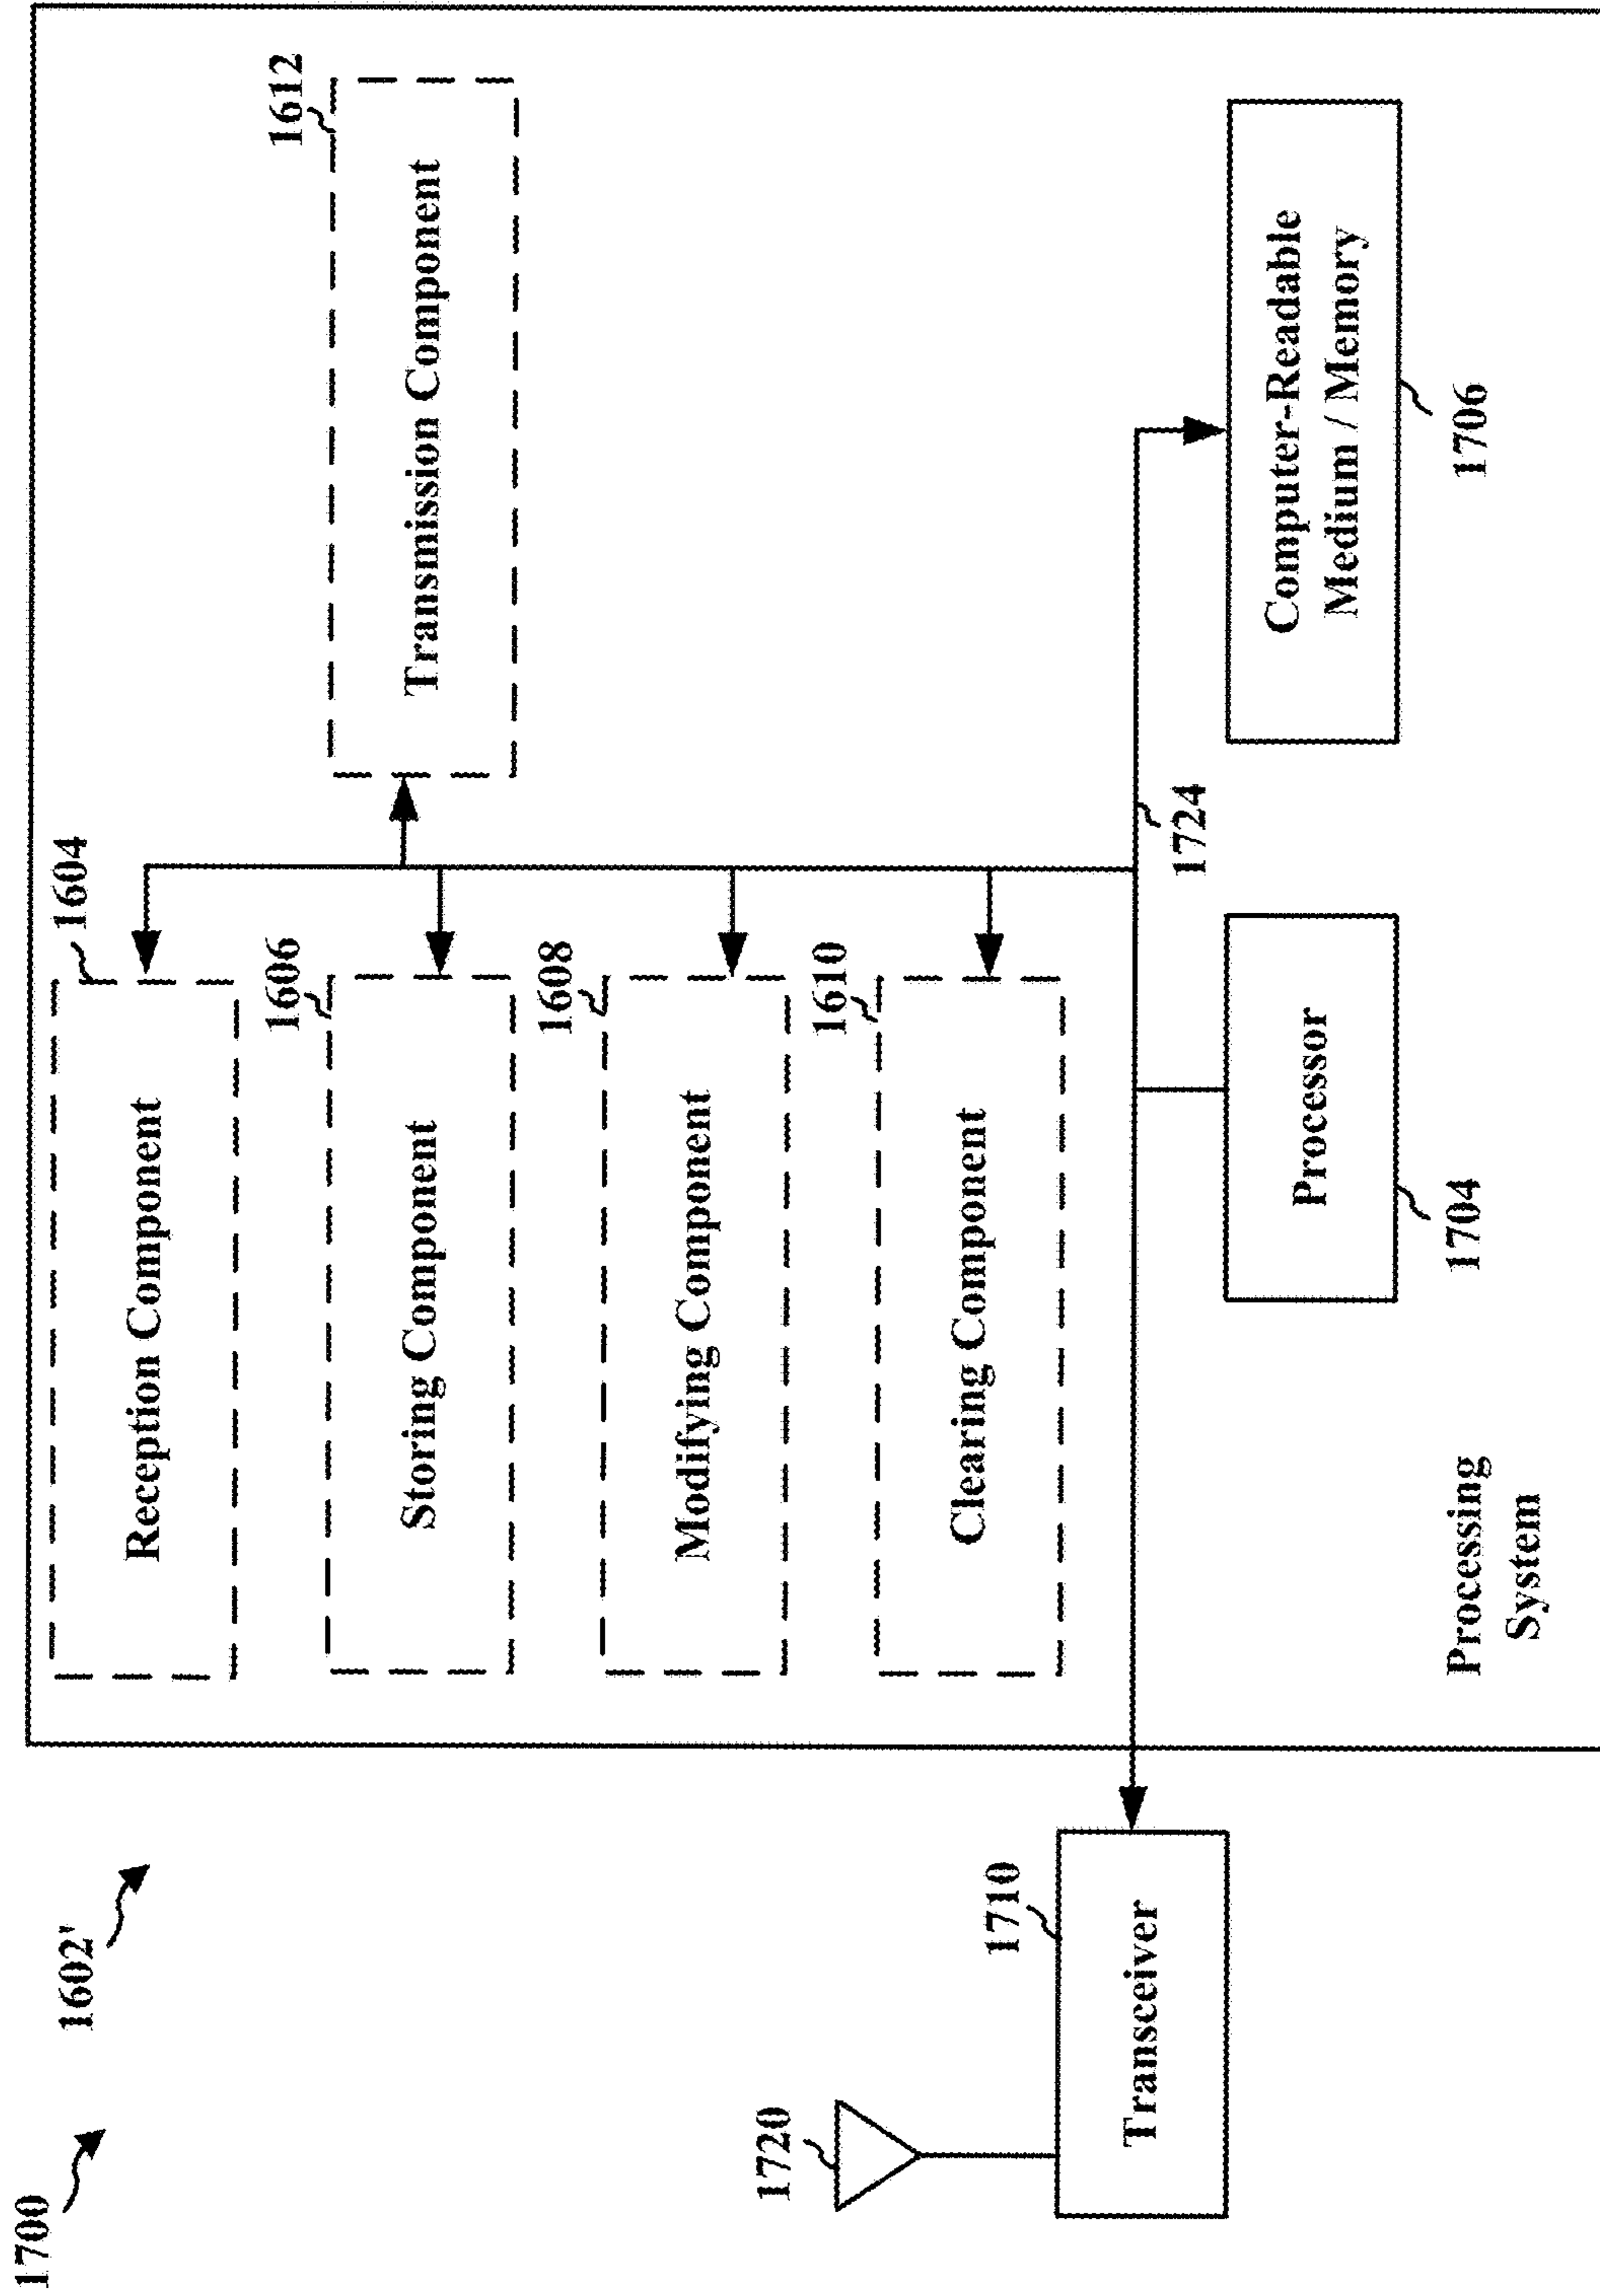 1700
1602'
1604
Reception Component
1606
Storing Component
1612
Transmission Component
1608
Modifying Component
1610
Clearing Component
1720
1710
Transceiver
1724
Processor
1704
Computer-Readable
Medium / Memory
1706
Processing
System